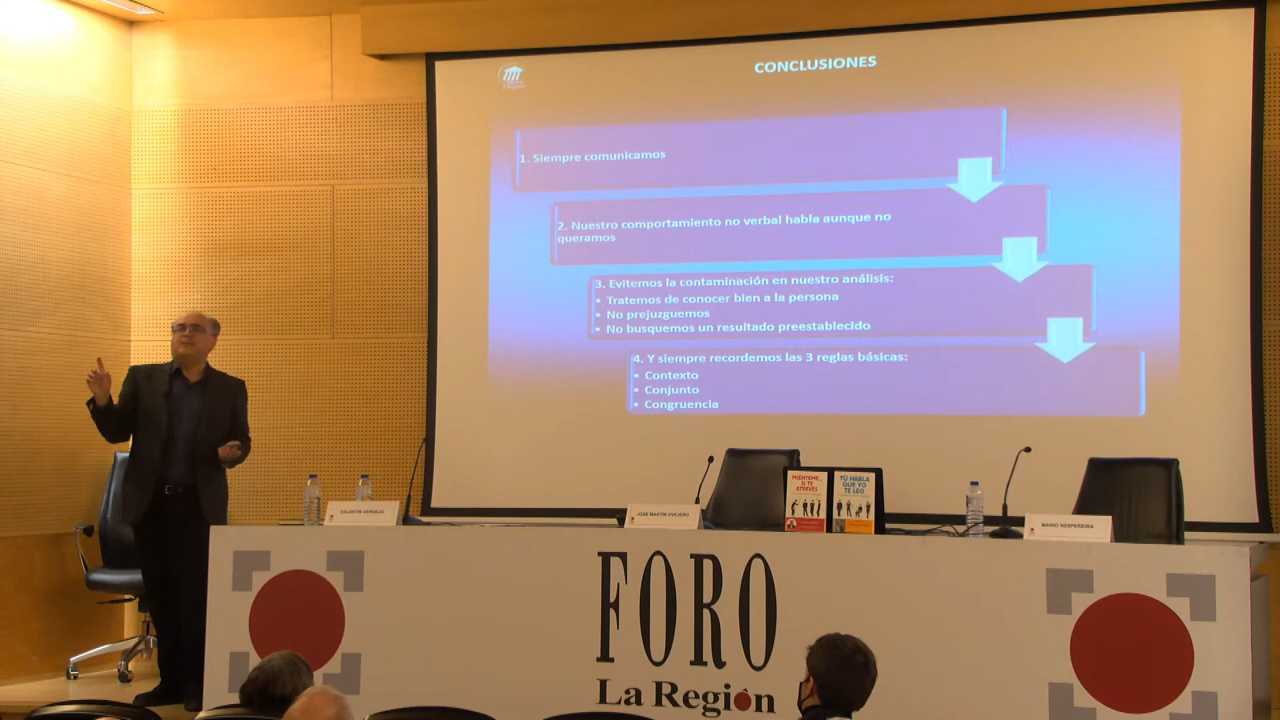 CONCLUSIONES
1. Siempre comunicamos
2. Nuestro comportamiento no verbal habla aunque no
queramos
3. Evitemos la contaminación en nuestro análisis:
• Tratemos de conocer bien a la persona
• No prejuzguemos
• No busquemos un resultado preestablecido
4. Y siempre recordemos las 3 reglas básicas:
• Contexto
• Conjunto
• Congruencia
MIÉNTEME...
SI TE
ATREVES
TÚ HABLA
QUE YO
TE LEO
VALENTÍN VERDEJO
JOSÉ MARTÍN OVEJERO
MARIO NESPEREIRA
FORO
La Región